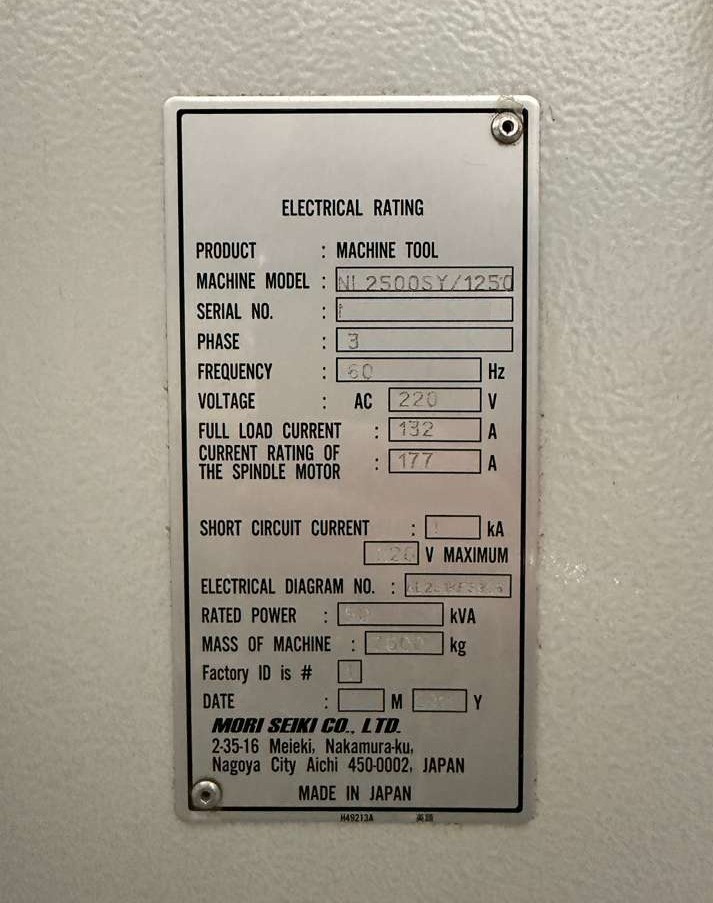 ELECTRICAL RATING
PRODUCT : MACHINE TOOL
MACHINE MODEL : NL2500SY/1250
SERIAL NO. :
PHASE : 3
FREQUENCY : 60 Hz
VOLTAGE : AC 220 V
FULL LOAD CURRENT : 132 A
CURRENT RATING OF
THE SPINDLE MOTOR : 177 A
SHORT CIRCUIT CURRENT : kA
V MAXIMUM
ELECTRICAL DIAGRAM NO. :
RATED POWER : kVA
MASS OF MACHINE : kg
Factory ID is #
DATE : M Y
MORI SEIKI CO., LTD.
2-35-16 Meieki, Nakamura-ku,
Nagoya City Aichi 450-0002, JAPAN
MADE IN JAPAN
H49213A 英語